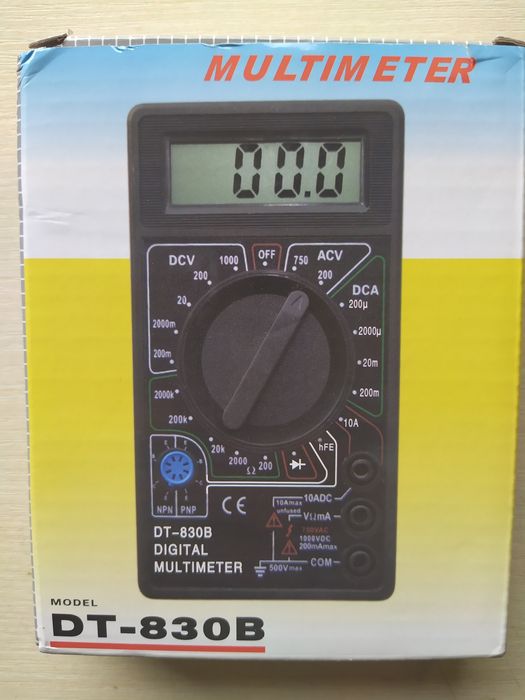 MULTIMETER
00.0
DCV 1000 OFF 750 ACV
200 200
DCA
20 200µ
2000m 2000µ
200m 20m
2000k 200m
200k 10A
20k 2000 Ω 200 hFE
NPN PNP
CE
10Amax unfused 10ADC
VΩmA
750VAC
1000VDC
200mAmax
500Vmax COM
DT-830B
DIGITAL
MULTIMETER
MODEL
DT-830B